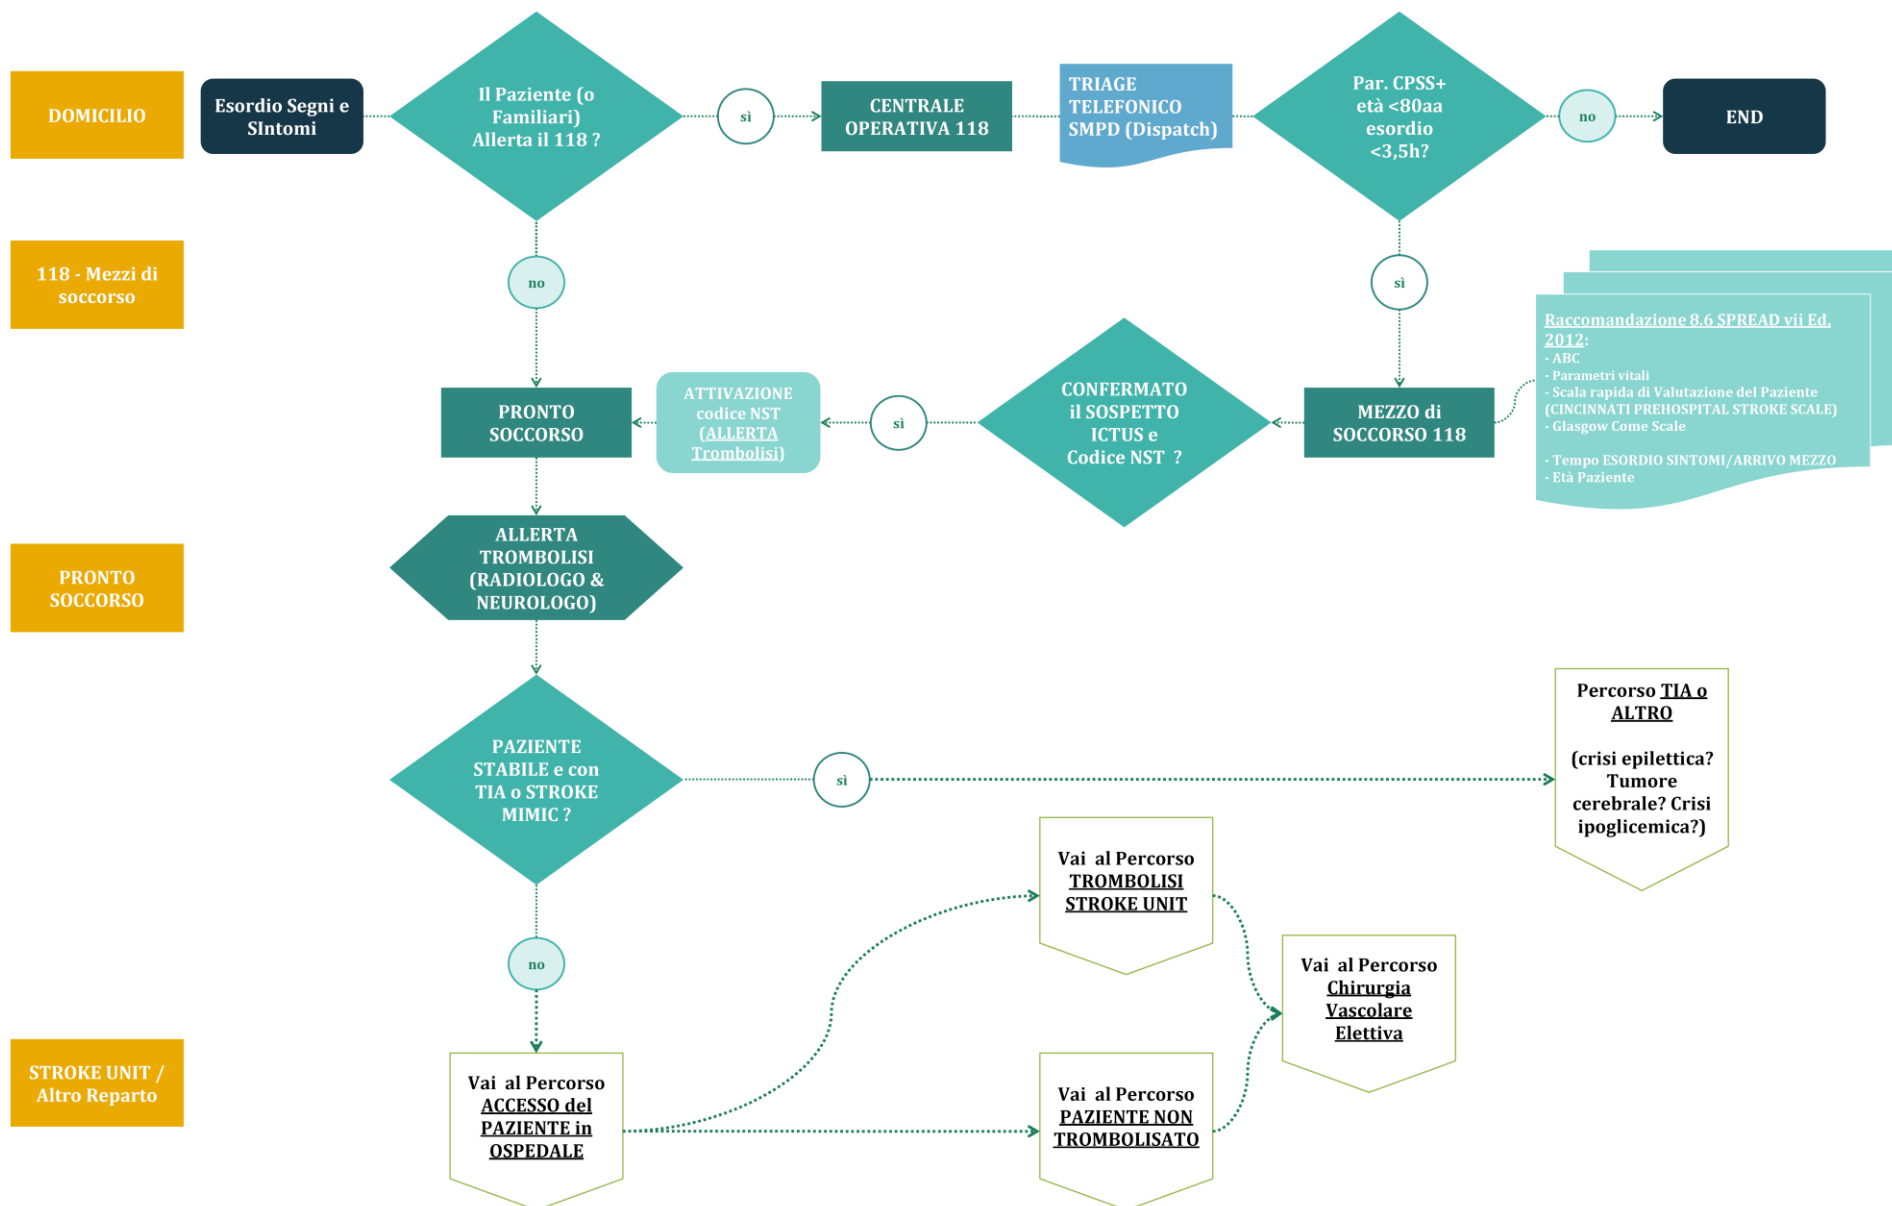 DOMICILIO
Esordio Segni e
SIntomi
Il Paziente (o
Familiari)
Allerta il 118 ?
sì
CENTRALE
OPERATIVA 118
TRIAGE
TELEFONICO
SMPD (Dispatch)
Par. CPSS+
età <80aa
esordio
<3,5h?
no
END
118 - Mezzi di
soccorso
no
sì
Raccomandazione 8.6 SPREAD vii Ed,
2012:
- ABC
- Parametri vitali
- Scala rapida di Valutazione del Paziente
(CINCINNATI PREHOSPITAL STROKE SCALE)
- Glasgow Come Scale
- Tempo ESORDIO SINTOMI/ARRIVO MEZZO
- Età Paziente
PRONTO
SOCCORSO
ATTIVAZIONE
codice NST
(ALLERTA
Trombolisi)
sì
CONFERMATO
il SOSPETTO
ICTUS e
Codice NST ?
MEZZO di
SOCCORSO 118
PRONTO
SOCCORSO
ALLERTA
TROMBOLISI
(RADIOLOGO &
NEUROLOGO)
PAZIENTE
STABILE e con
TIA o STROKE
MIMIC ?
sì
Percorso TIA o
ALTRO
(crisi epilettica?
Tumore
cerebrale? Crisi
ipoglicemica?)
no
Vai al Percorso
TROMBOLISI
STROKE UNIT
Vai al Percorso
Chirurgia
Vascolare
Elettiva
STROKE UNIT /
Altro Reparto
Vai al Percorso
ACCESSO del
PAZIENTE in
OSPEDALE
Vai al Percorso
PAZIENTE NON
TROMBOLISATO